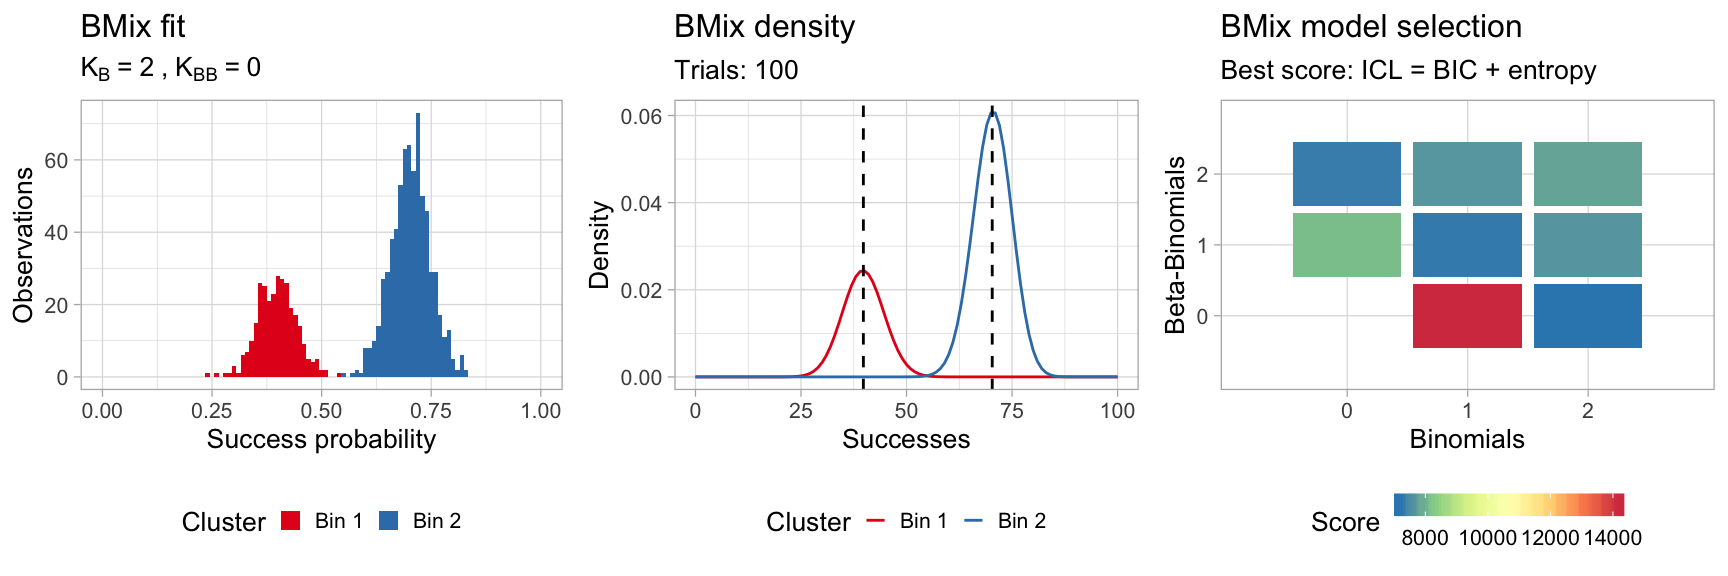 BMix fit
K_B = 2 , K_BB = 0
Observations
60
40
20
0
0.00 0.25 0.50 0.75 1.00
Success probability
Cluster Bin 1 Bin 2
BMix density
Trials: 100
Density
0.06
0.04
0.02
0.00
0 25 50 75 100
Successes
Cluster Bin 1 Bin 2
BMix model selection
Best score: ICL = BIC + entropy
Beta-Binomials
2
1
0
0 1 2
Binomials
Score
8000 10000 12000 14000